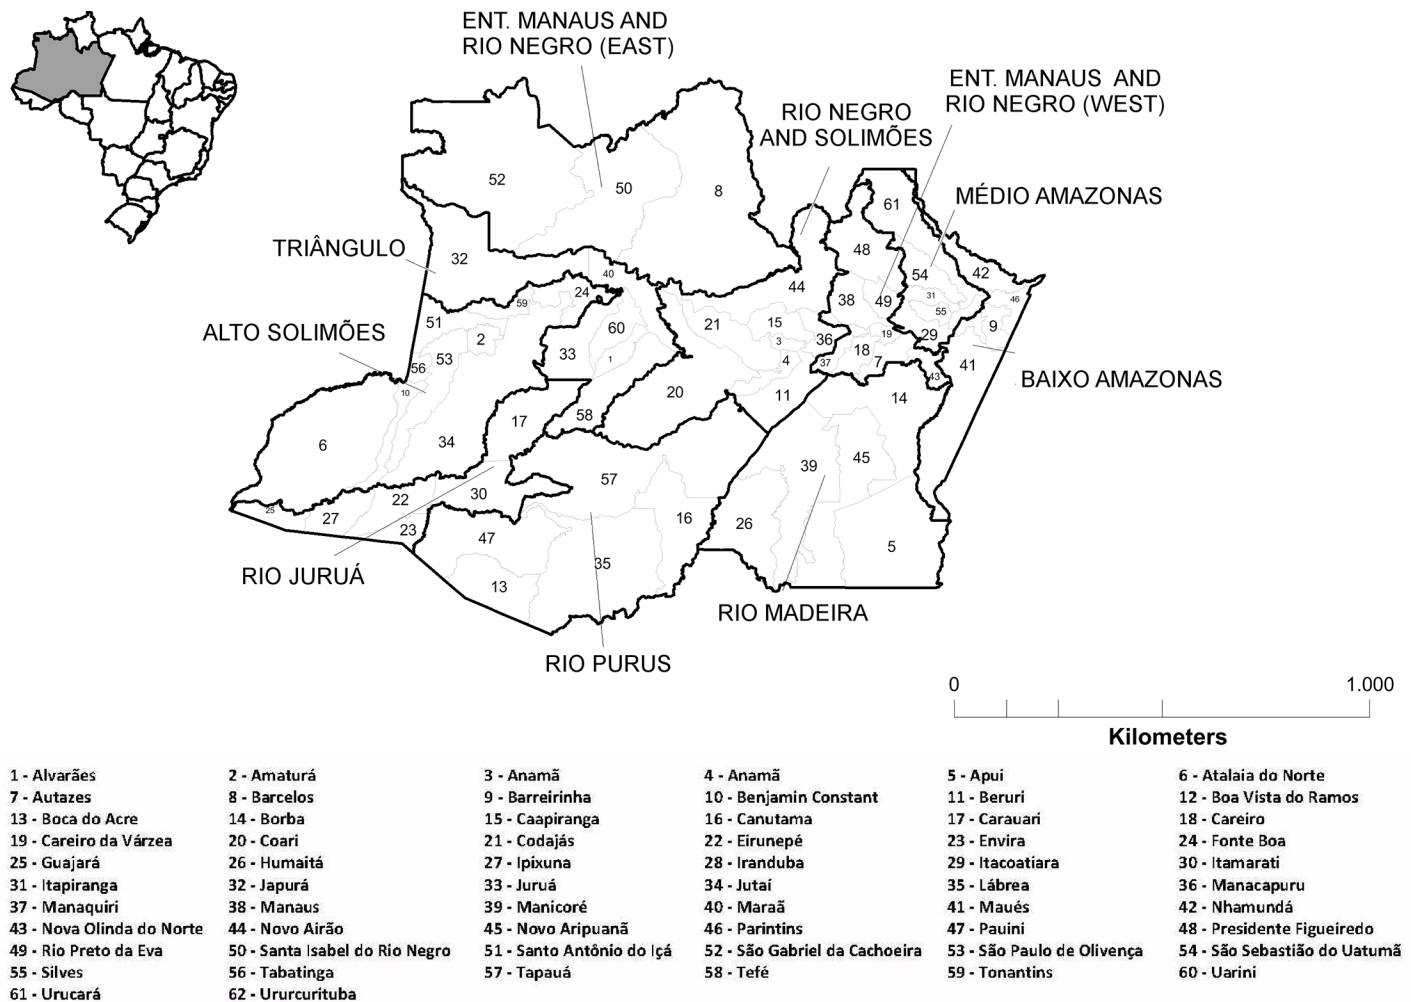 ENT. MANAUS AND
RIO NEGRO (EAST)
ENT. MANAUS AND
RIO NEGRO (WEST)
RIO NEGRO
AND SOLIMÕES
MÉDIO AMAZONAS
TRIÂNGULO
ALTO SOLIMÕES
BAIXO AMAZONAS
RIO JURUÁ
RIO MADEIRA
RIO PURUS
52
50
8
61
32
40
48
54
42
44
59
24
31
46
38
49
55
51
21
15
60
9
2
3
36
19
29
53
33
1
4
18
7
37
41
56
43
10
20
11
14
17
58
6
34
39
45
57
22
30
25
27
23
16
26
47
5
35
13
0 1.000
Kilometers
1 - Alvarães 2 - Amaturá 3 - Anamã 4 - Anamã 5 - Apui 6 - Atalaia do Norte
7 - Autazes 8 - Barcelos 9 - Barreirinha 10 - Benjamin Constant 11 - Beruri 12 - Boa Vista do Ramos
13 - Boca do Acre 14 - Borba 15 - Caapiranga 16 - Canutama 17 - Carauari 18 - Careiro
19 - Careiro da Várzea 20 - Coari 21 - Codajás 22 - Eirunepé 23 - Envira 24 - Fonte Boa
25 - Guajará 26 - Humaitá 27 - Ipixuna 28 - Iranduba 29 - Itacoatiara 30 - Itamarati
31 - Itapiranga 32 - Japurá 33 - Juruá 34 - Jutaí 35 - Lábrea 36 - Manacapuru
37 - Manaquiri 38 - Manaus 39 - Manicoré 40 - Maraã 41 - Maués 42 - Nhamundá
43 - Nova Olinda do Norte 44 - Novo Airão 45 - Novo Aripuanã 46 - Parintins 47 - Pauini 48 - Presidente Figueiredo
49 - Rio Preto da Eva 50 - Santa Isabel do Rio Negro 51 - Santo Antônio do Içá 52 - São Gabriel da Cachoeira 53 - São Paulo de Olivença 54 - São Sebastião do Uatumã
55 - Silves 56 - Tabatinga 57 - Tapauá 58 - Tefé 59 - Tonantins 60 - Uarini
61 - Urucará 62 - Ururcurituba